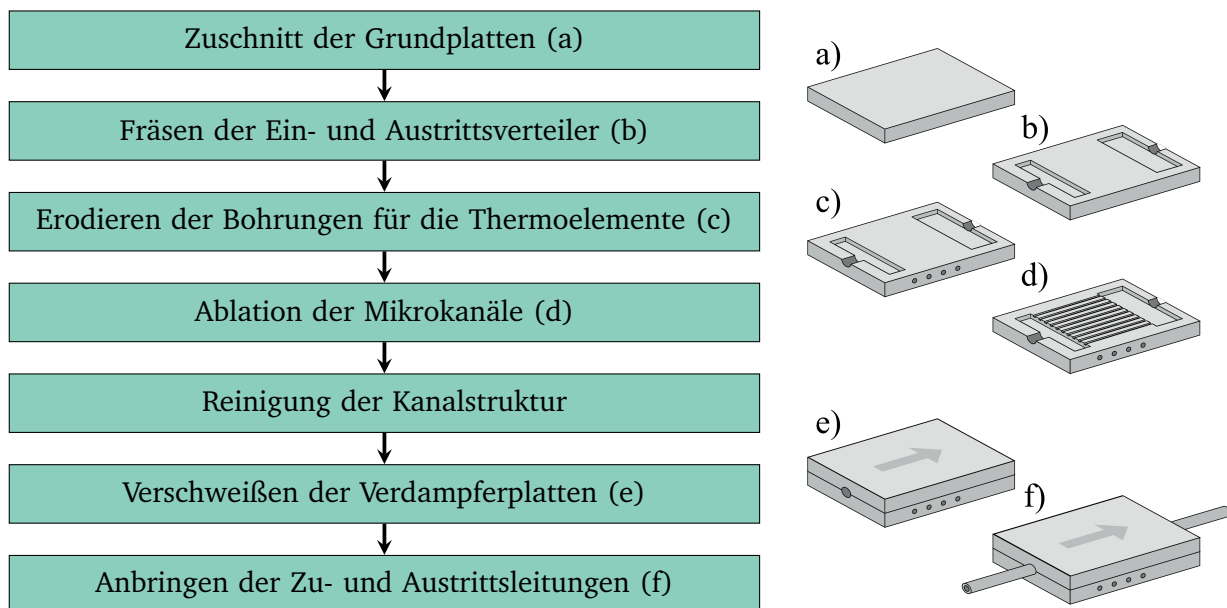 Zuschnitt der Grundplatten (a)
Fräsen der Ein- und Austrittsverteiler (b)
Erodieren der Bohrungen für die Thermoelemente (c)
Ablation der Mikrokanäle (d)
Reinigung der Kanalstruktur
Verschweißen der Verdampferplatten (e)
Anbringen der Zu- und Austrittsleitungen (f)
a)
b)
c)
d)
e)
f)